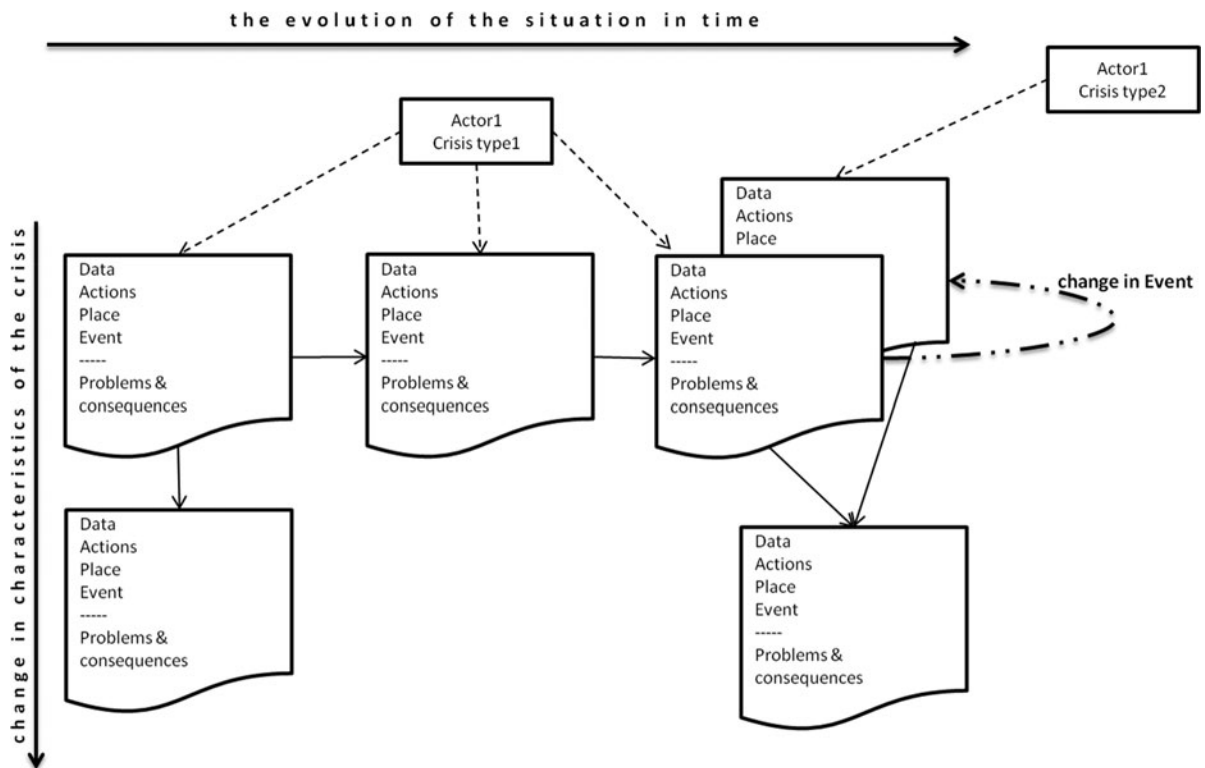 the evolution of the situation in time
Actor1
Crisis type2
Actor1
Crisis type1
change in characteristics of the crisis
Data
Actions
Place
Data
Actions
Place
Event
-----
Problems &
consequences
Data
Actions
Place
Event
-----
Problems &
consequences
Data
Actions
Place
Event
-----
Problems &
consequences
change in Event
Data
Actions
Place
Event
-----
Problems &
consequences
Data
Actions
Place
Event
-----
Problems &
consequences